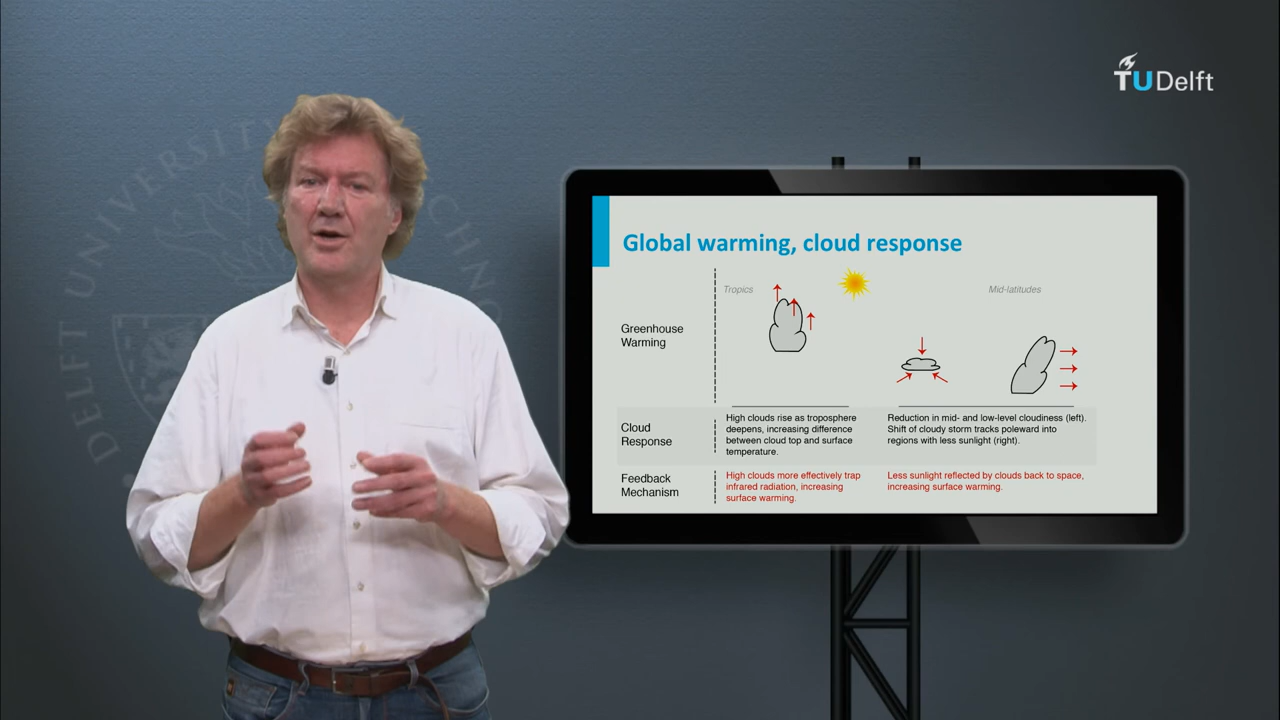 TUDelft
DELFT UNIVERSITY
TECHNO
Global warming, cloud response
Tropics
Mid-latitudes
Greenhouse
Warming
Cloud
Response
High clouds rise as troposphere
deepens, increasing difference
between cloud top and surface
temperature.
Reduction in mid- and low-level cloudiness (left).
Shift of cloudy storm tracks poleward into
regions with less sunlight (right).
Feedback
Mechanism
High clouds more effectively trap
infrared radiation, increasing
surface warming.
Less sunlight reflected by clouds back to space,
increasing surface warming.